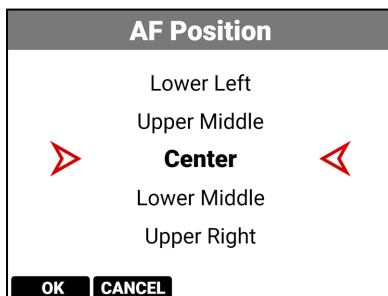 AF Position
Lower Left
Upper Middle
Center
Lower Middle
Upper Right
OK CANCEL